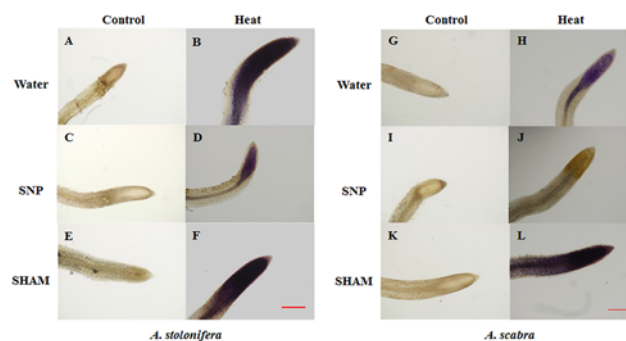 Control Heat Control Heat
A B G H
Water Water
C D I J
SNP SNP
E F K L
SHAM SHAM
A. stolonifera A. scabra